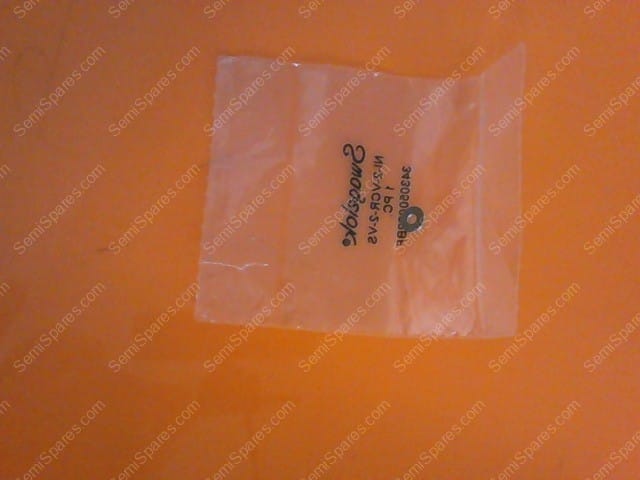 1 PC
NI-2-VCR-2-VS
Swagelok®
SemiSpares.com